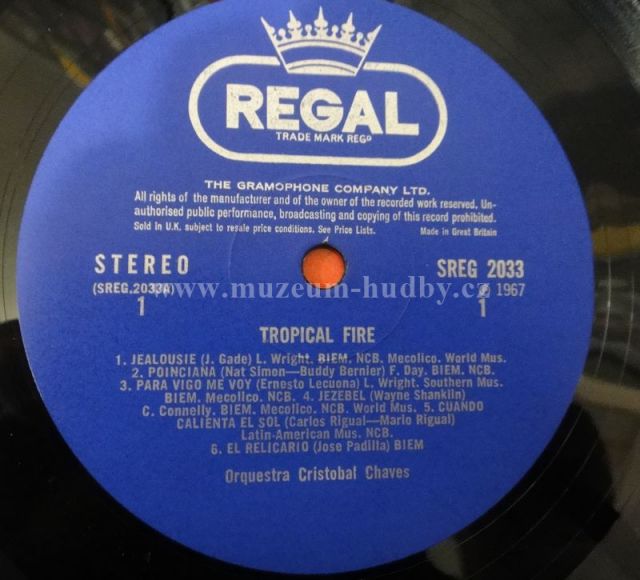 REGAL
TRADE MARK REGD
THE GRAMOPHONE COMPANY LTD.
All rights of the manufacturer and of the owner of the recorded work reserved. Un-
authorised public performance, broadcasting and copying of this record prohibited.
Sold in U.K. subject to resale price conditions. See Price Lists. Made in Great Britain
STEREO SREG 2033
(SREG.2033A) ℗ 1967
www.muzeum-hudby.cz
1 1
TROPICAL FIRE
1. JEALOUSIE (J. Gade) L. Wright. BIEM. NCB. Mecolico. World Mus.
2. POINCIANA (Nat Simon—Buddy Bernier) F. Day. BIEM. NCB.
3. PARA VIGO ME VOY (Ernesto Lecuona) L. Wright. Southern Mus.
BIEM. Mecolico. NCB. 4. JEZEBEL (Wayne Shanklin)
C. Connelly. BIEM. Mecolico. NCB. World Mus. 5. CUANDO
CALIENTA EL SOL (Carlos Rigual—Mario Rigual)
Latin-American Mus. NCB.
6. EL RELICARIO (Jose Padilla) BIEM
Orquestra Cristobal Chaves